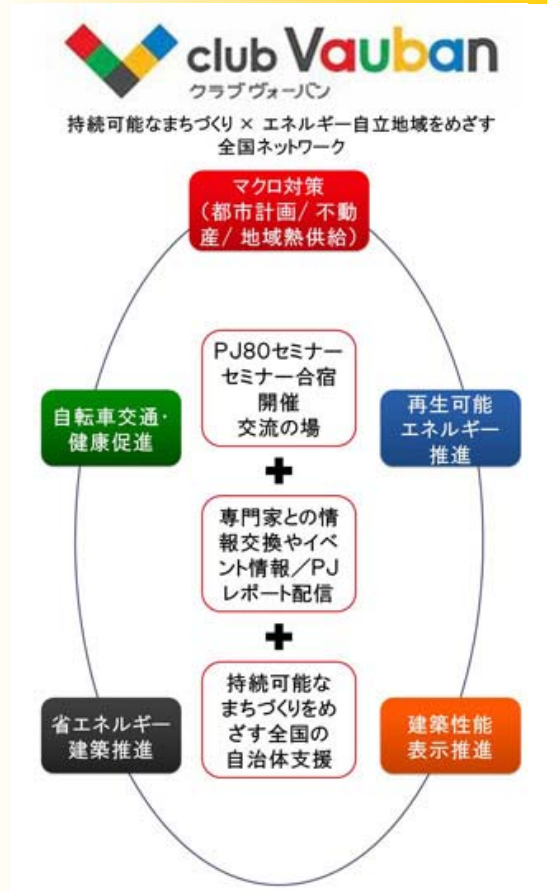 club Vauban
クラブヴォーバン
持続可能なまちづくり × エネルギー自立地域をめざす
全国ネットワーク
マクロ対策
（都市計画/ 不動
産/ 地域熱供給）
PJ80セミナー
セミナー合宿
開催
交流の場
自転車交通・
健康促進
再生可能
エネルギー
推進
＋
専門家との情
報交換やイベ
ント情報／PJ
レポート配信
＋
持続可能な
まちづくりをめ
ざす全国の
自治体支援
省エネルギー
建築推進
建築性能
表示推進